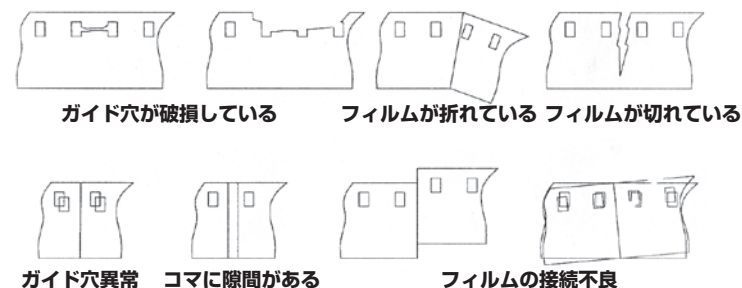 ガイド穴が破損している
フィルムが折れている
フィルムが切れている
ガイド穴異常
コマに隙間がある
フィルムの接続不良